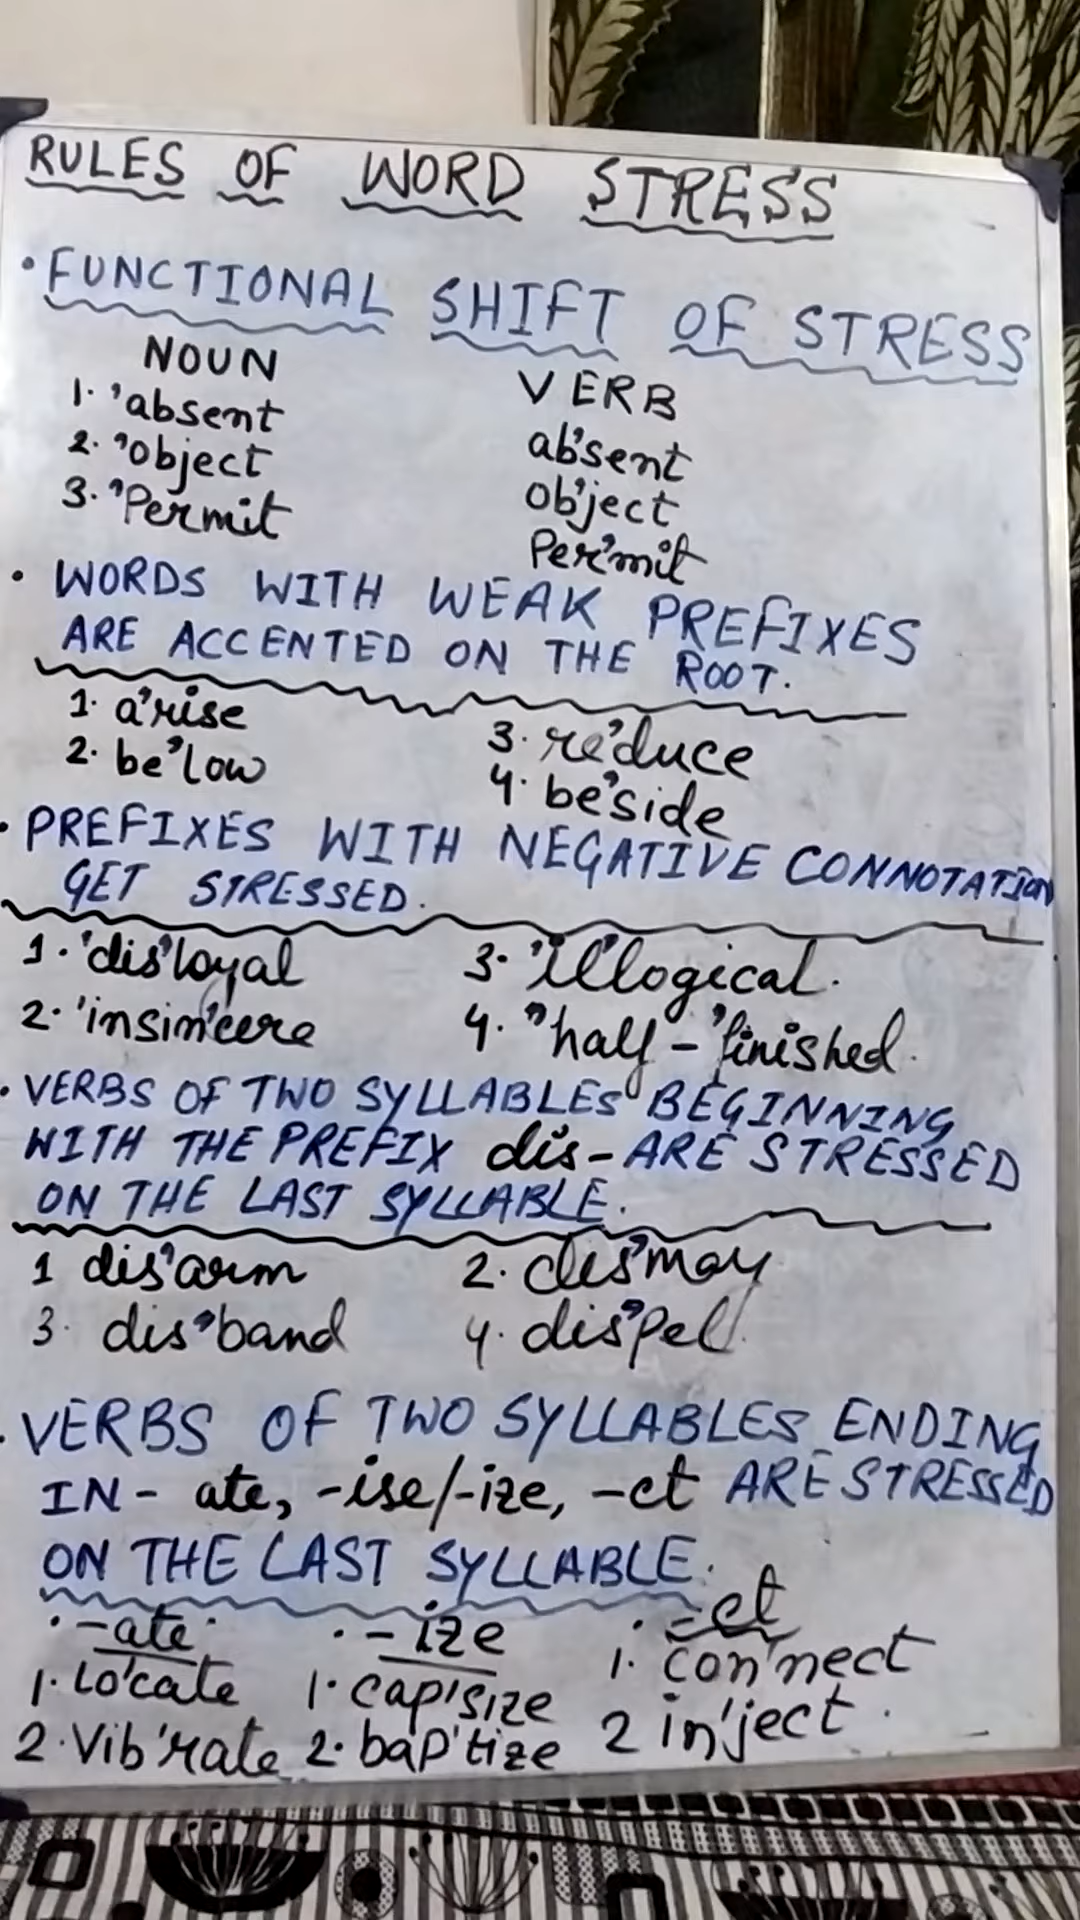 RULES OF WORD STRESS
• FUNCTIONAL SHIFT OF STRESS
NOUN VERB
1. 'absent ab'sent
2. 'object ob'ject
3. 'Permit Per'mit
• WORDS WITH WEAK PREFIXES
ARE ACCENTED ON THE ROOT.
1. a'rise 3. re'duce
2. be'low 4. be'side
• PREFIXES WITH NEGATIVE CONNOTATION
GET STRESSED.
1. 'dis'loyal 3. 'il'logical.
2. 'insin'cere 4. 'half-'finished.
• VERBS OF TWO SYLLABLES BEGINNING
WITH THE PREFIX dis- ARE STRESSED
ON THE LAST SYLLABLE.
1 dis'arm 2. dis'may
3. dis'band 4. dis'pel
• VERBS OF TWO SYLLABLES ENDING
IN - ate, -ise/-ize, -ct ARE STRESSED
ON THE LAST SYLLABLE.
• -ate • -ize • -ct
1. Lo'cate 1. cap'size 1. con'nect
2. Vib'rate 2. bap'tize 2 in'ject.